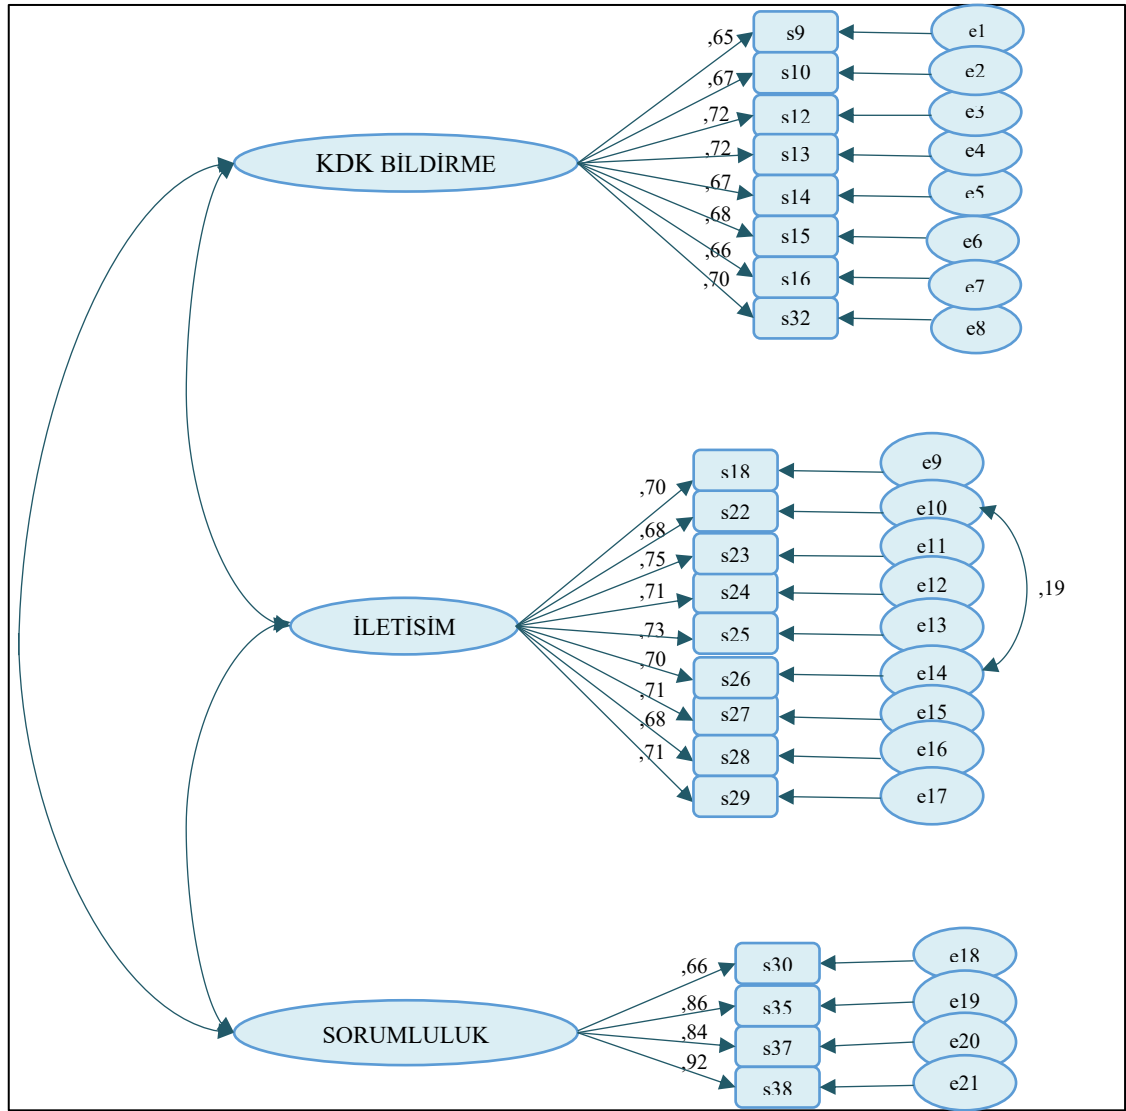 ,65 s9 e1
,67 s10 e2
,72 s12 e3
KDK BİLDİRME ,72 s13 e4
,67 s14 e5
,68 s15 e6
,66 s16 e7
,70 s32 e8
,70 s18 e9
,68 s22 e10
,75 s23 e11
,71 s24 e12 ,19
İLETİSİM ,73 s25 e13
,70 s26 e14
,71 s27 e15
,68 s28 e16
,71 s29 e17
,66 s30 e18
,86 s35 e19
SORUMLULUK ,84 s37 e20
,92 s38 e21